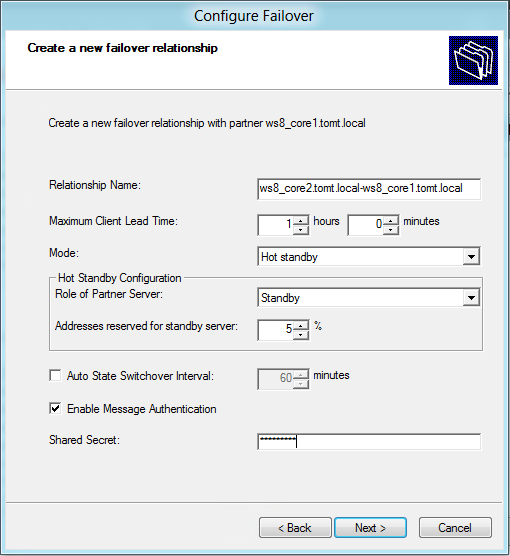 Configure Failover
Create a new failover relationship
Create a new failover relationship with partner ws8_core1.tomt.local
Relationship Name: ws8_core2.tomt.local-ws8_core1.tomt.local
Maximum Client Lead Time: 1 hours 0 minutes
Mode: Hot standby
Hot Standby Configuration
Role of Partner Server: Standby
Addresses reserved for standby server: 5 %
Auto State Switchover Interval: 60 minutes
Enable Message Authentication
Shared Secret: *********
< Back Next > Cancel